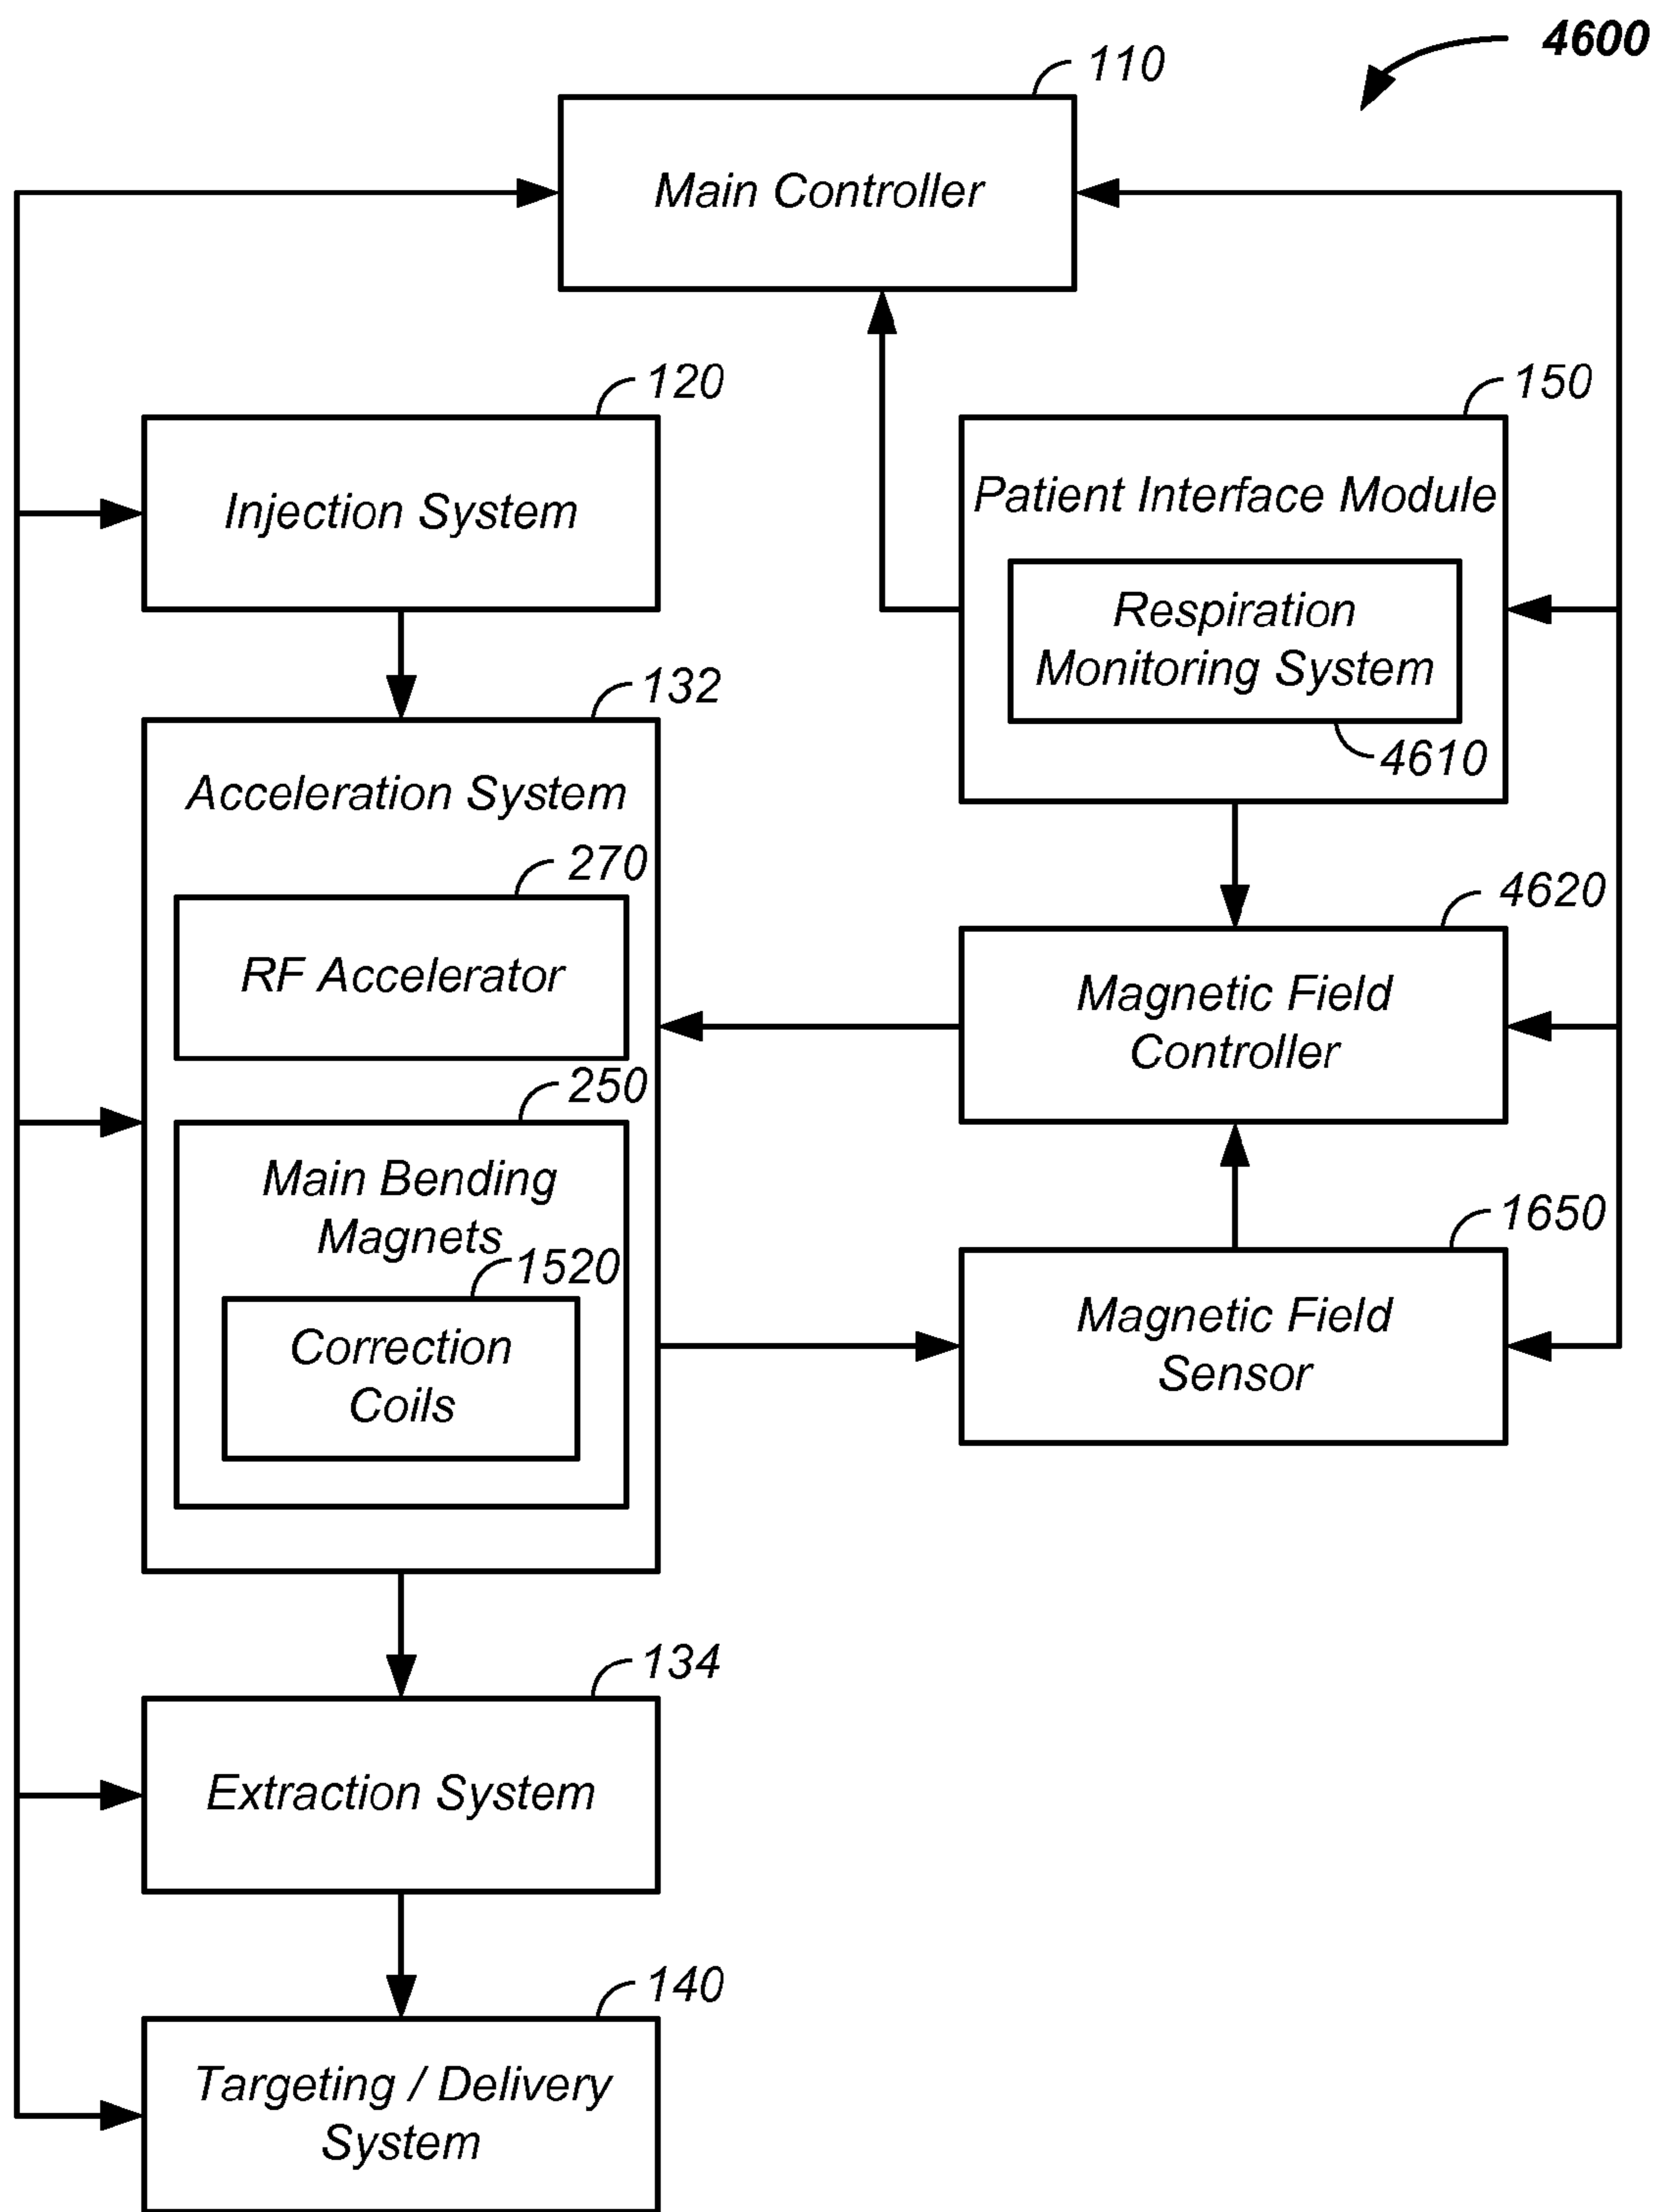 4600
110
Main Controller
120
Injection System
150
Patient Interface Module
Respiration
Monitoring System
4610
132
Acceleration System
270
RF Accelerator
250
Main Bending
Magnets
1520
Correction
Coils
4620
Magnetic Field
Controller
1650
Magnetic Field
Sensor
134
Extraction System
140
Targeting / Delivery
System